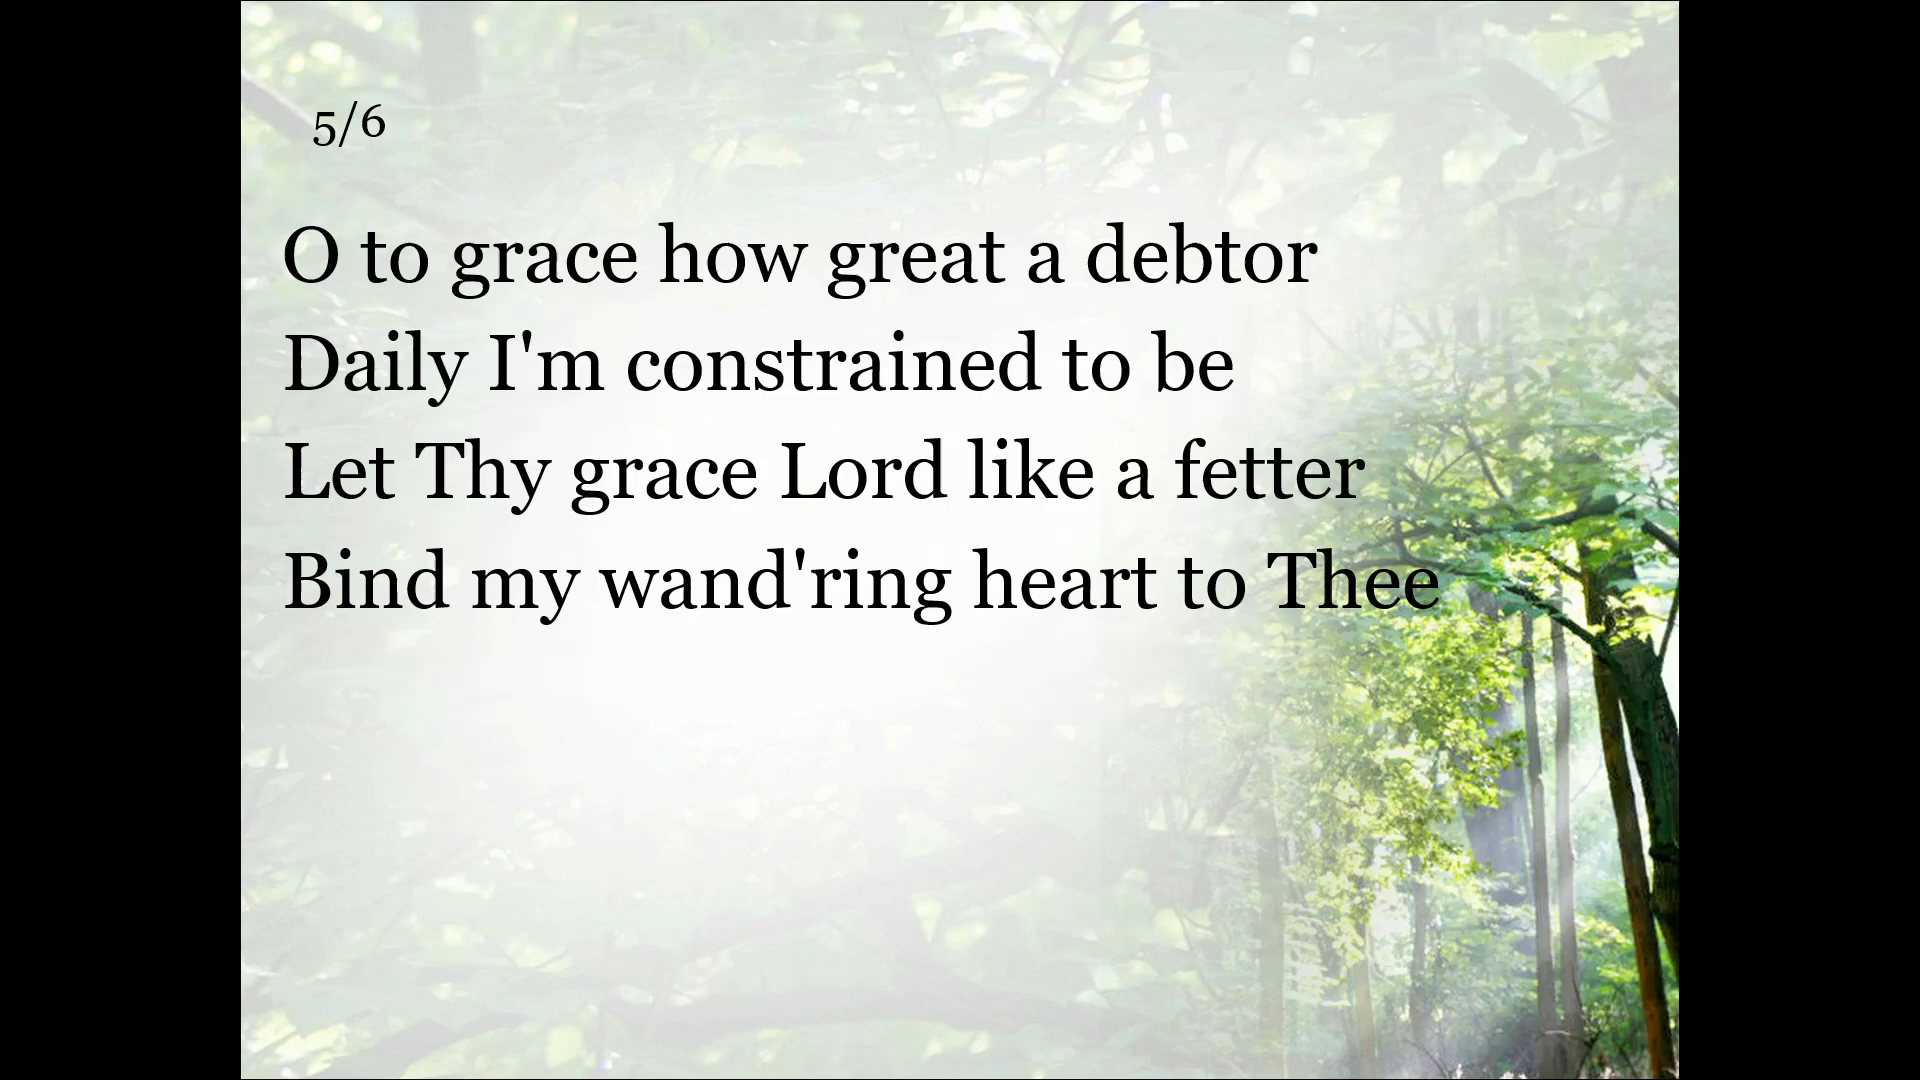 5/6
O to grace how great a debtor
Daily I'm constrained to be
Let Thy grace Lord like a fetter
Bind my wand'ring heart to Thee